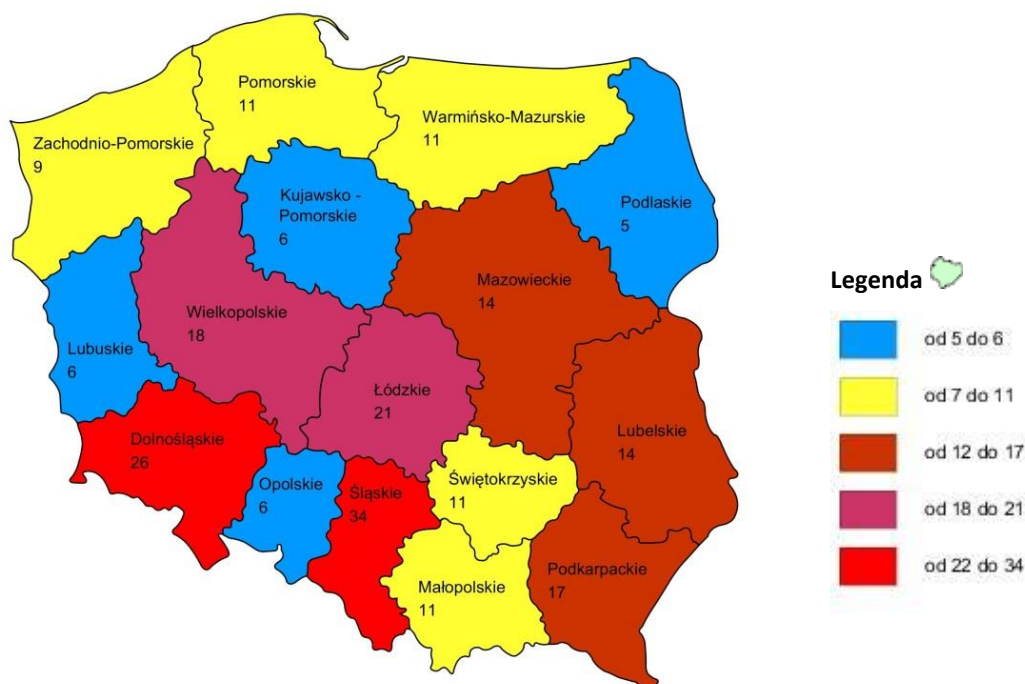 Pomorskie
11
Warmińsko-Mazurskie
11
Zachodnio-Pomorskie
9
Kujawsko -
Pomorskie
6
Podlaskie
5
Mazowieckie
14
Wielkopolskie
18
Lubuskie
6
Łódzkie
21
Dolnośląskie
26
Lubelskie
14
Opolskie
6
Śląskie
34
Świętokrzyskie
11
Małopolskie
11
Podkarpackie
17
Legenda
od 5 do 6
od 7 do 11
od 12 do 17
od 18 do 21
od 22 do 34